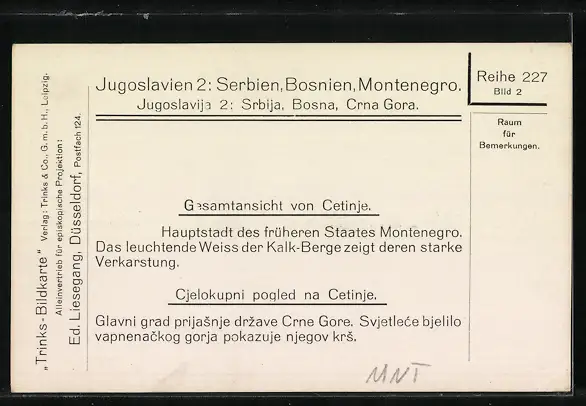 Jugoslavien 2: Serbien, Bosnien, Montenegro.
Jugoslavija 2: Srbija, Bosna, Crna Gora.
Reihe 227
Bild 2
Raum
für
Bemerkungen.
Gesamtansicht von Cetinje.
Hauptstadt des früheren Staates Montenegro.
Das leuchtende Weiss der Kalk-Berge zeigt deren starke
Verkarstung.
Cjelokupni pogled na Cetinje.
Glavni grad prijašnje države Crne Gore. Svjetleće bjelilo
vapnenačkog gorja pokazuje njegov krš.
„Trinks-Bildkarte“ Verlag: Trinks & Co., G. m. b. H., Leipzig.
Alleinvertrieb für episkopische Projektion:
Ed. Liesegang, Düsseldorf, Postfach 124.
MNT